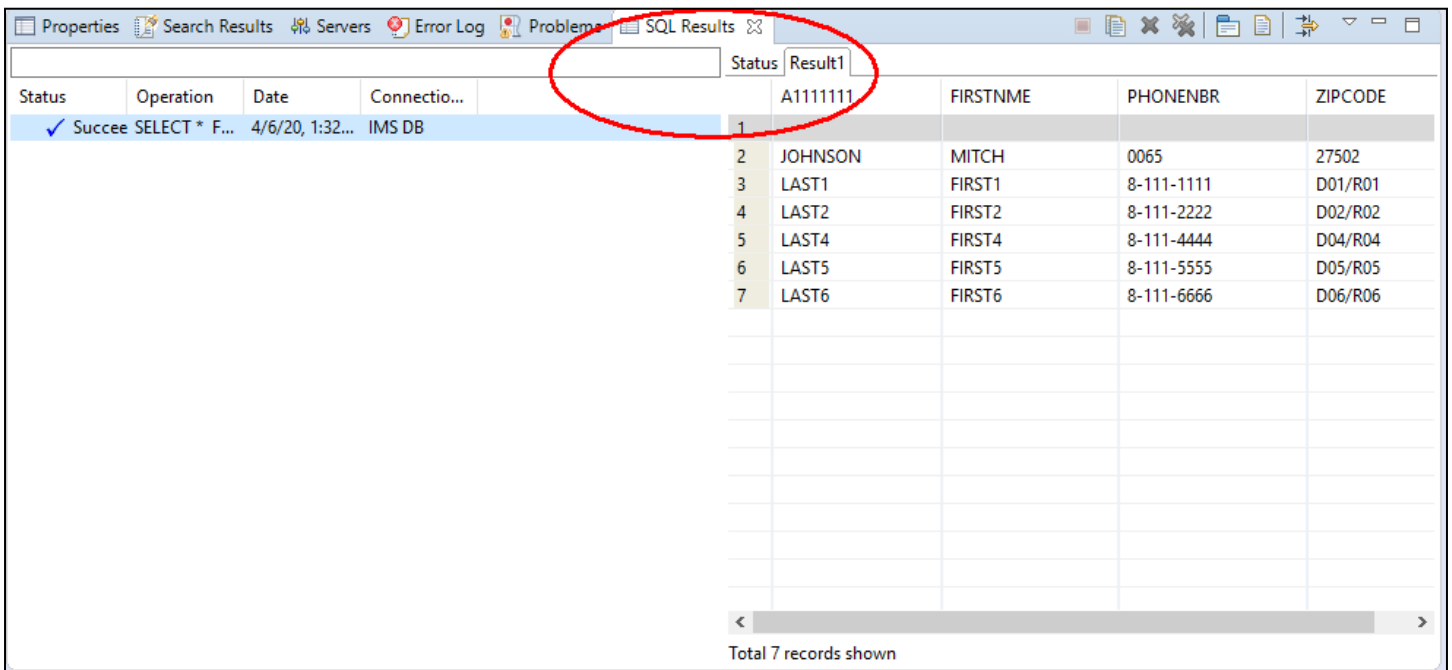 Properties Search Results Servers Error Log Problems SQL Results
Status Result1
Status Operation Date Connectio... A1111111 FIRSTNME PHONENBR ZIPCODE
Succee SELECT * F... 4/6/20, 1:32... IMS DB 1
2 JOHNSON MITCH 0065 27502
3 LAST1 FIRST1 8-111-1111 D01/R01
4 LAST2 FIRST2 8-111-2222 D02/R02
5 LAST4 FIRST4 8-111-4444 D04/R04
6 LAST5 FIRST5 8-111-5555 D05/R05
7 LAST6 FIRST6 8-111-6666 D06/R06
Total 7 records shown